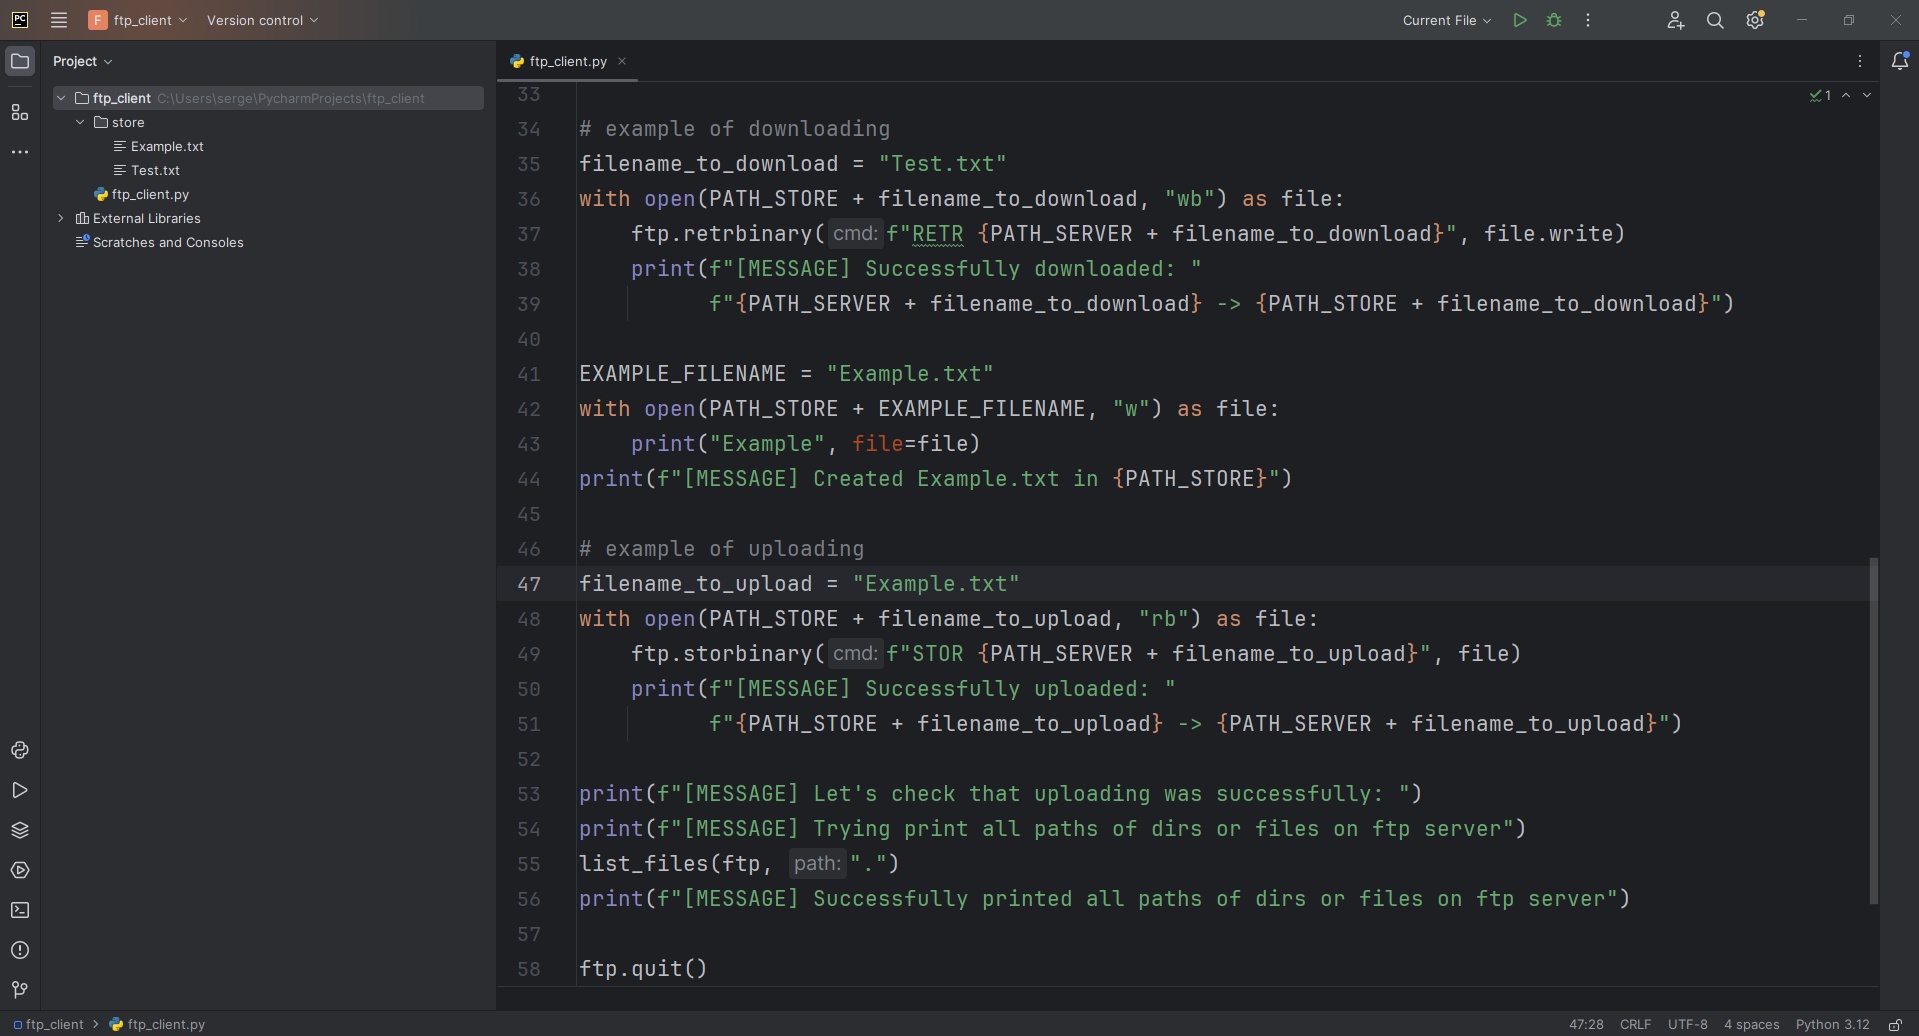 PC
F ftp_client Version control Current File
Project
ftp_client C:\Users\serge\PycharmProjects\ftp_client
store
Example.txt
Test.txt
ftp_client.py
External Libraries
Scratches and Consoles
ftp_client.py
1
33
34 # example of downloading
35 filename_to_download = "Test.txt"
36 with open(PATH_STORE + filename_to_download, "wb") as file:
37 ftp.retrbinary( cmd: f"RETR {PATH_SERVER + filename_to_download}", file.write)
38 print(f"[MESSAGE] Successfully downloaded: "
39 f"{PATH_SERVER + filename_to_download} -> {PATH_STORE + filename_to_download}")
40
41 EXAMPLE_FILENAME = "Example.txt"
42 with open(PATH_STORE + EXAMPLE_FILENAME, "w") as file:
43 print("Example", file=file)
44 print(f"[MESSAGE] Created Example.txt in {PATH_STORE}")
45
46 # example of uploading
47 filename_to_upload = "Example.txt"
48 with open(PATH_STORE + filename_to_upload, "rb") as file:
49 ftp.storbinary( cmd: f"STOR {PATH_SERVER + filename_to_upload}", file)
50 print(f"[MESSAGE] Successfully uploaded: "
51 f"{PATH_STORE + filename_to_upload} -> {PATH_SERVER + filename_to_upload}")
52
53 print(f"[MESSAGE] Let's check that uploading was successfully: ")
54 print(f"[MESSAGE] Trying print all paths of dirs or files on ftp server")
55 list_files(ftp, path: ".")
56 print(f"[MESSAGE] Successfully printed all paths of dirs or files on ftp server")
57
58 ftp.quit()
ftp_client > ftp_client.py 47:28 CRLF UTF-8 4 spaces Python 3.12